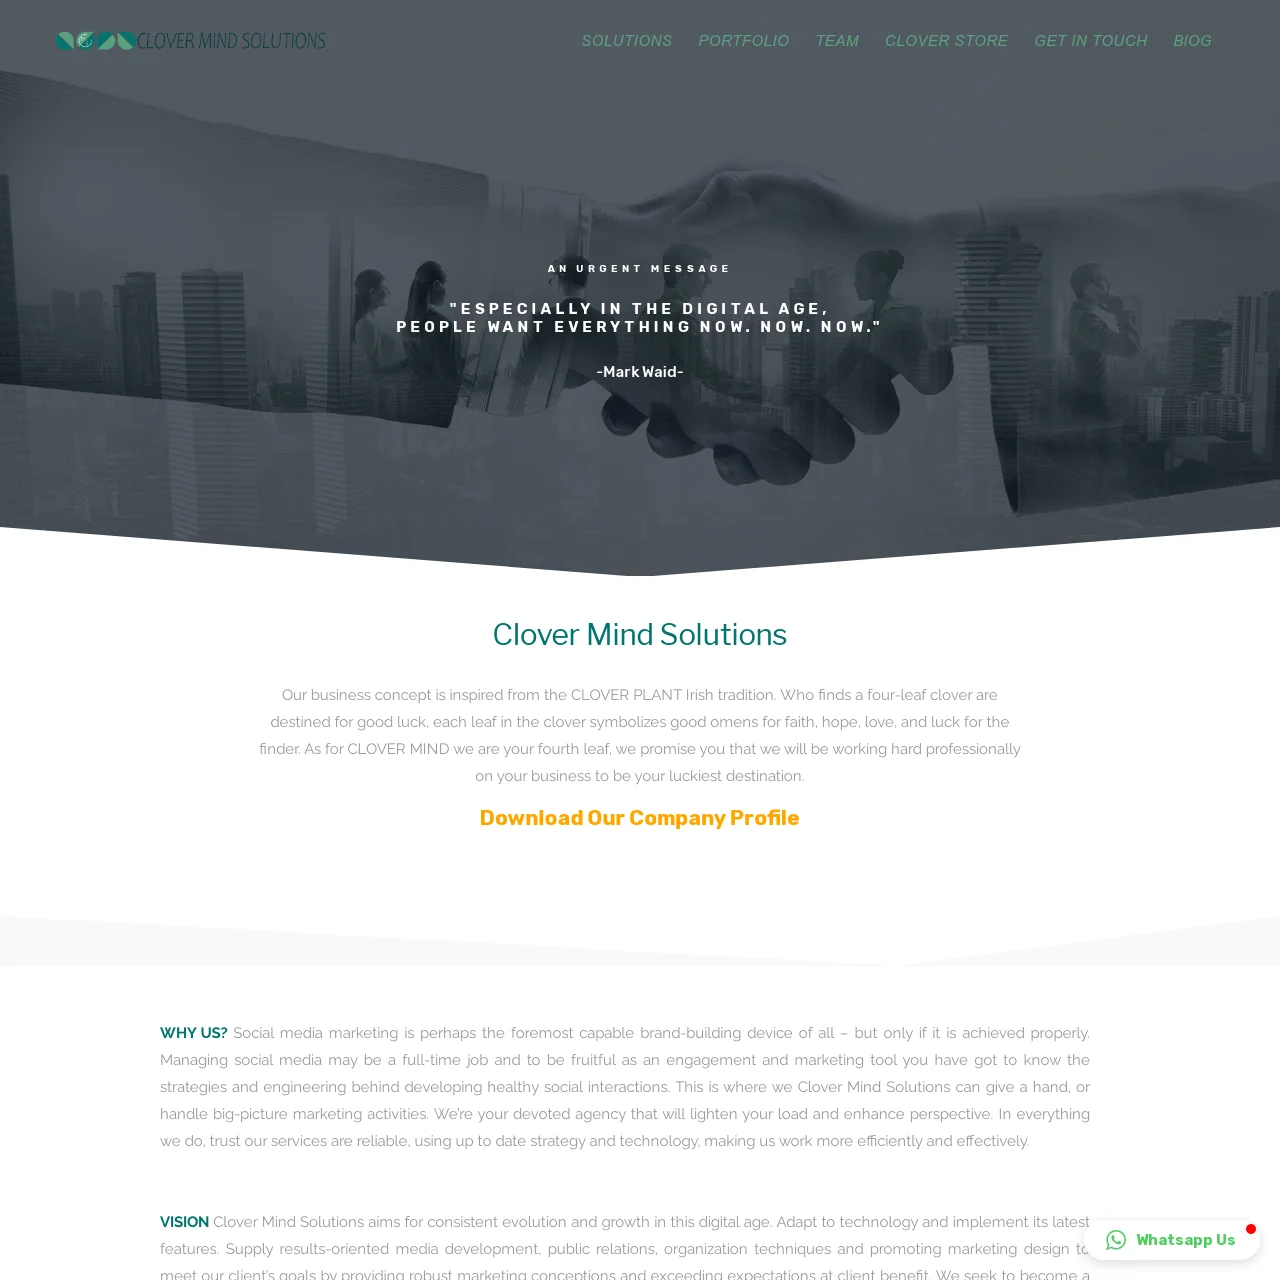 CLOVER MIND SOLUTIONS
SOLUTIONS PORTFOLIO TEAM CLOVER STORE GET IN TOUCH BlOG
AN URGENT MESSAGE
"ESPECIALLY IN THE DIGITAL AGE,
PEOPLE WANT EVERYTHING NOW. NOW. NOW."
-Mark Waid-
Clover Mind Solutions
Our business concept is inspired from the CLOVER PLANT Irish tradition. Who finds a four-leaf clover are
destined for good luck, each leaf in the clover symbolizes good omens for faith, hope, love, and luck for the
finder. As for CLOVER MIND we are your fourth leaf, we promise you that we will be working hard professionally
on your business to be your luckiest destination.
Download Our Company Profile
WHY US? Social media marketing is perhaps the foremost capable brand-building device of all – but only if it is achieved properly.
Managing social media may be a full-time job and to be fruitful as an engagement and marketing tool you have got to know the
strategies and engineering behind developing healthy social interactions. This is where we Clover Mind Solutions can give a hand, or
handle big-picture marketing activities. We're your devoted agency that will lighten your load and enhance perspective. In everything
we do, trust our services are reliable, using up to date strategy and technology, making us work more efficiently and effectively.
VISION Clover Mind Solutions aims for consistent evolution and growth in this digital age. Adapt to technology and implement its latest
features. Supply results-oriented media development, public relations, organization techniques and promoting marketing design to
meet our client's goals by providing robust marketing conceptions and exceeding expectations at client benefit. We seek to become a
Whatsapp Us